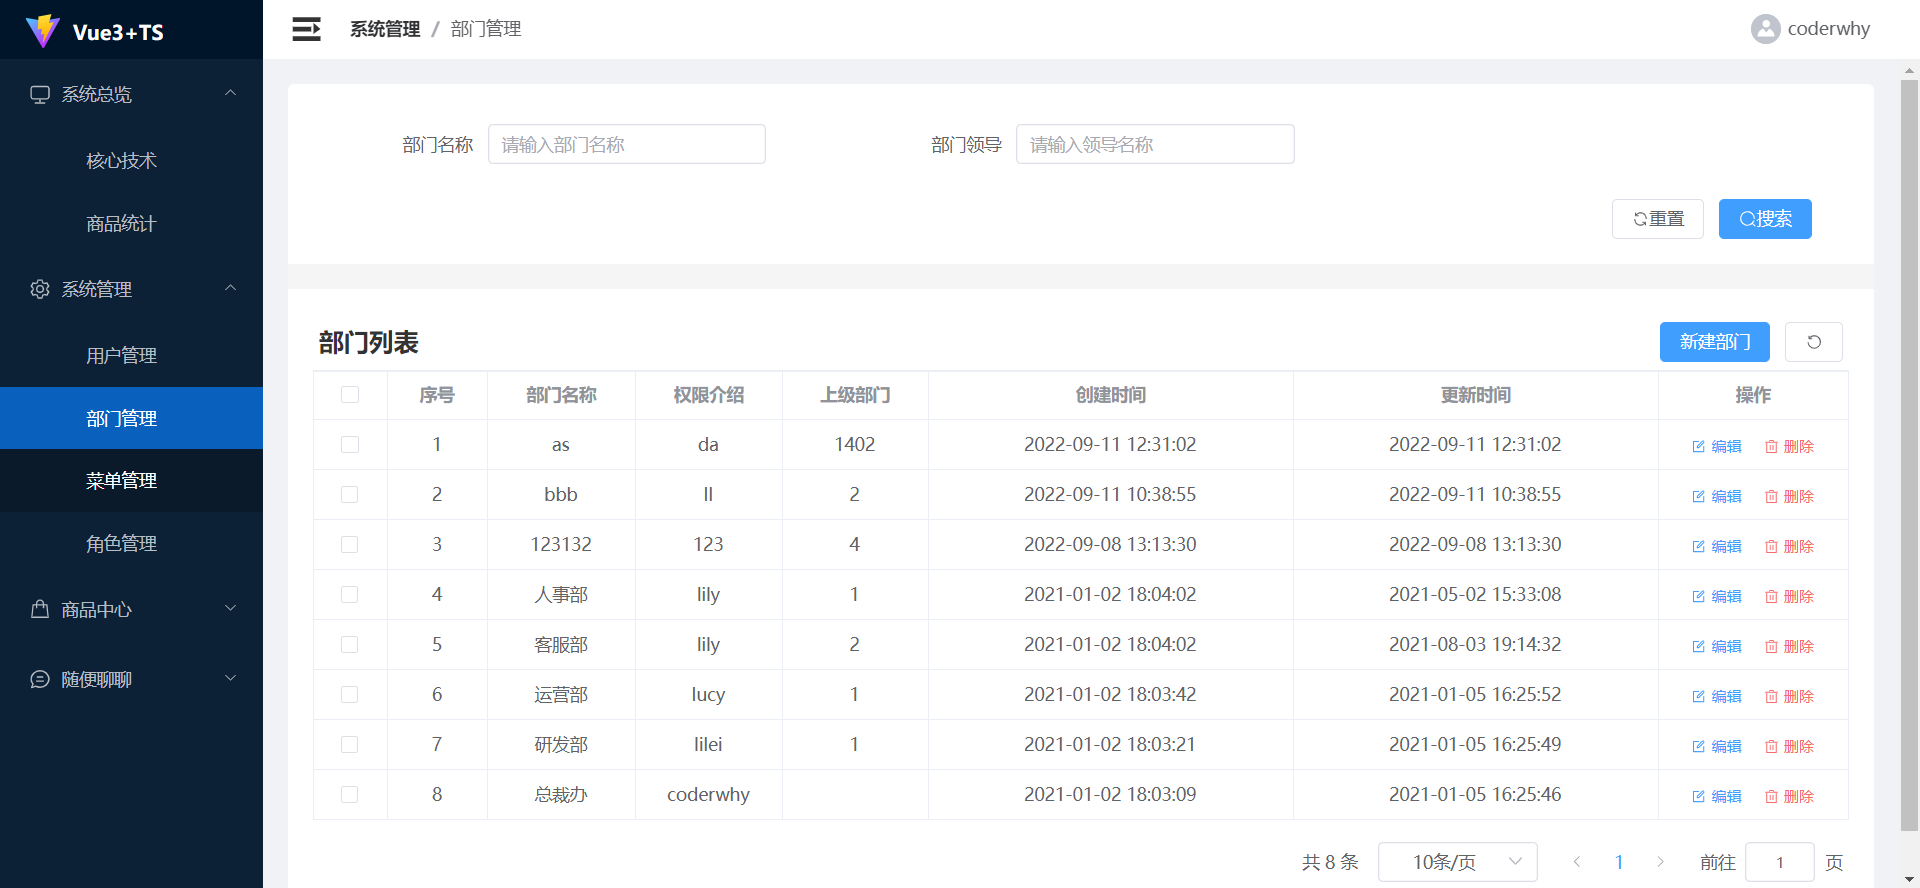 Vue3+TS
系统管理 / 部门管理
coderwhy
系统总览
核心技术
商品统计
系统管理
用户管理
部门管理
菜单管理
角色管理
商品中心
随便聊聊
部门名称 请输入部门名称 部门领导 请输入领导名称
重置 搜索
部门列表 新建部门
序号 部门名称 权限介绍 上级部门 创建时间 更新时间 操作
1 as da 1402 2022-09-11 12:31:02 2022-09-11 12:31:02 编辑 删除
2 bbb ll 2 2022-09-11 10:38:55 2022-09-11 10:38:55 编辑 删除
3 123132 123 4 2022-09-08 13:13:30 2022-09-08 13:13:30 编辑 删除
4 人事部 lily 1 2021-01-02 18:04:02 2021-05-02 15:33:08 编辑 删除
5 客服部 lily 2 2021-01-02 18:04:02 2021-08-03 19:14:32 编辑 删除
6 运营部 lucy 1 2021-01-02 18:03:42 2021-01-05 16:25:52 编辑 删除
7 研发部 lilei 1 2021-01-02 18:03:21 2021-01-05 16:25:49 编辑 删除
8 总裁办 coderwhy 2021-01-02 18:03:09 2021-01-05 16:25:46 编辑 删除
共 8 条 10条/页 1 前往 1 页